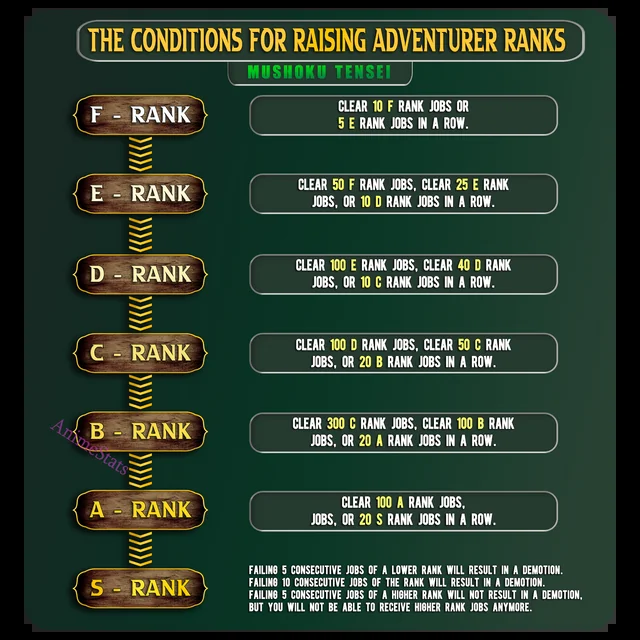 THE CONDITIONS FOR RAISING ADVENTURER RANKS
MUSHOKU TENSEI
F - RANK
CLEAR 10 F RANK JOBS OR
5 E RANK JOBS IN A ROW.
E - RANK
CLEAR 50 F RANK JOBS, CLEAR 25 E RANK
JOBS, OR 10 D RANK JOBS IN A ROW.
D - RANK
CLEAR 100 E RANK JOBS, CLEAR 40 D RANK
JOBS, OR 10 C RANK JOBS IN A ROW.
C - RANK
CLEAR 100 D RANK JOBS, CLEAR 50 C RANK
JOBS, OR 20 B RANK JOBS IN A ROW.
B - RANK
CLEAR 300 C RANK JOBS, CLEAR 100 B RANK
JOBS, OR 20 A RANK JOBS IN A ROW.
AnimeStats
A - RANK
CLEAR 100 A RANK JOBS,
JOBS, OR 20 S RANK JOBS IN A ROW.
S - RANK
FAILING 5 CONSECUTIVE JOBS OF A LOWER RANK WILL RESULT IN A DEMOTION.
FAILING 10 CONSECUTIVE JOBS OF THE RANK WILL RESULT IN A DEMOTION.
FAILING 5 CONSECUTIVE JOBS OF A HIGHER RANK WILL NOT RESULT IN A DEMOTION,
BUT YOU WILL NOT BE ABLE TO RECEIVE HIGHER RANK JOBS ANYMORE.